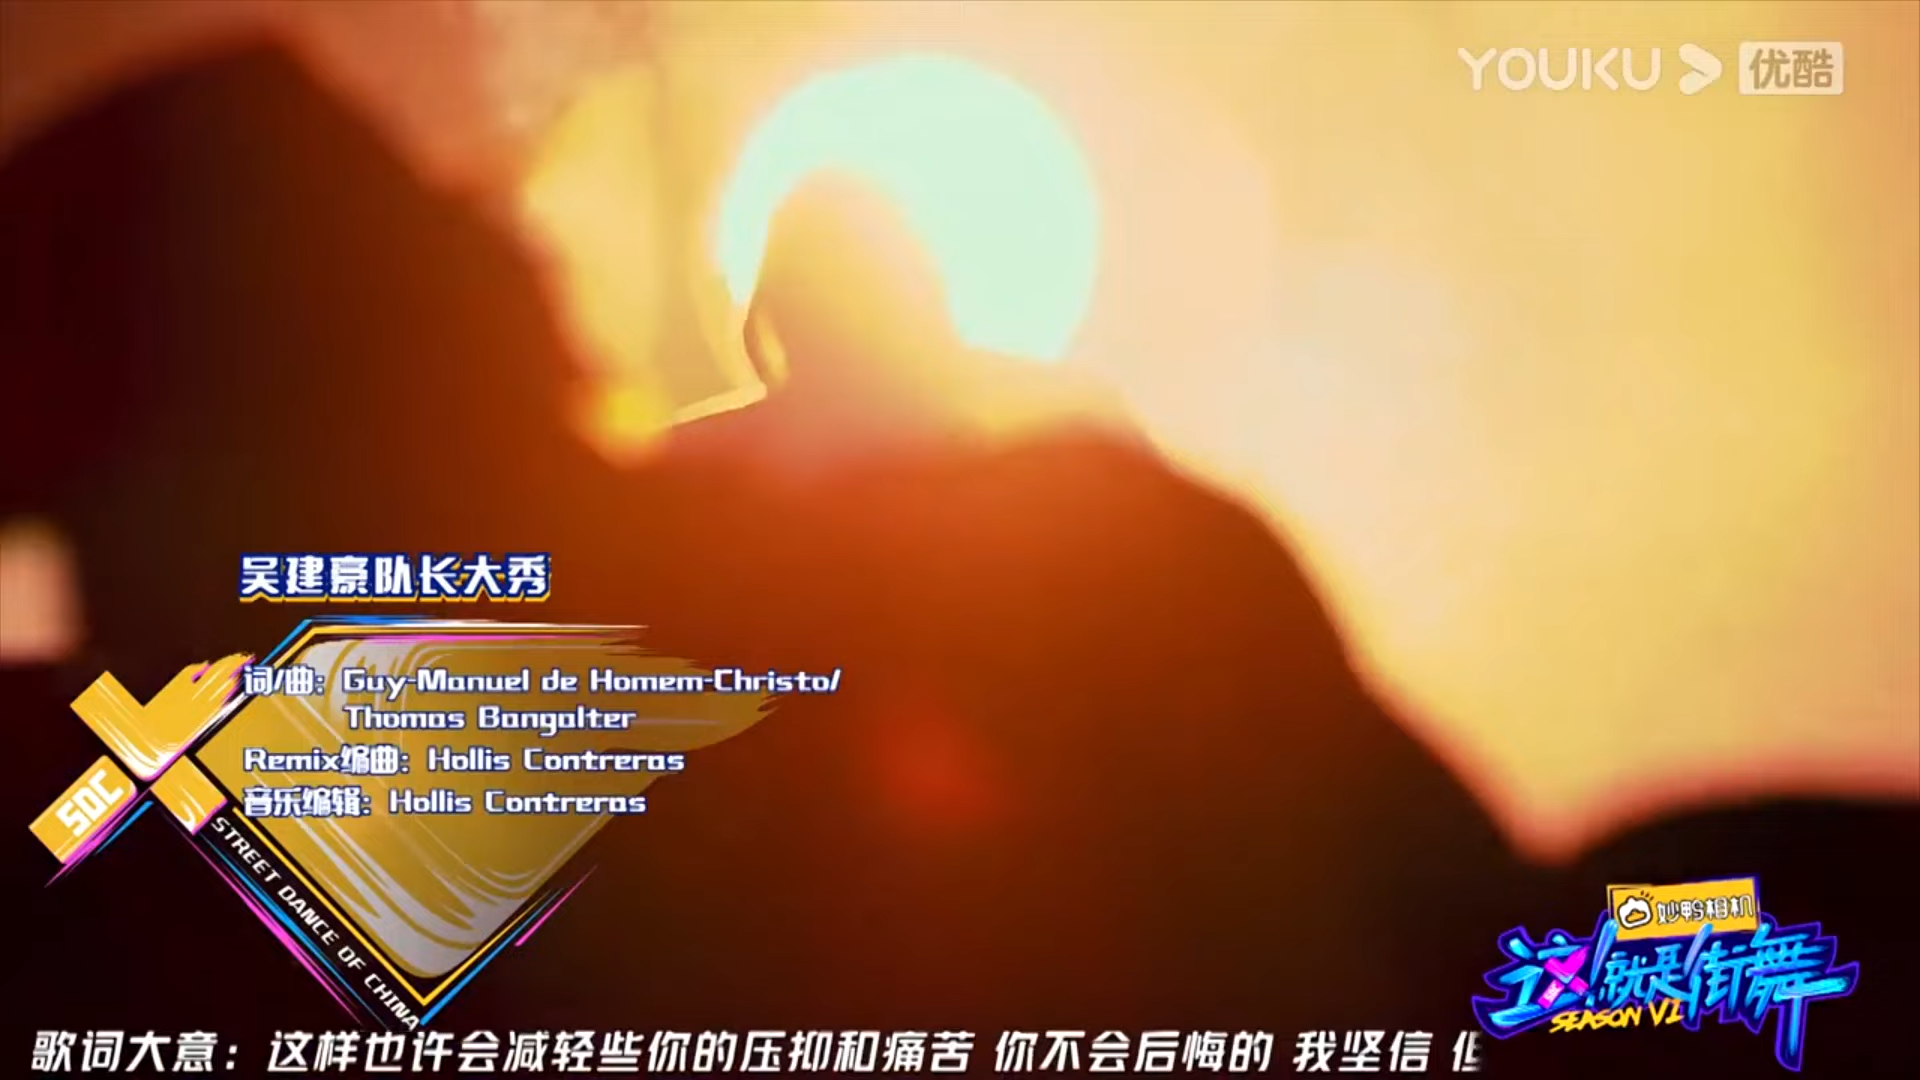 YOUKU 优酷
吴建豪队长大秀
词/曲：Guy-Manuel de Homem-Christo/
Thomas Bangalter
Remix编曲：Hollis Contreras
音乐编辑：Hollis Contreras
SDC
STREET DANCE OF CHINA
妙鸭相机
这！就是街舞
SEASON VI
歌词大意：这样也许会减轻些你的压抑和痛苦 你不会后悔的 我坚信